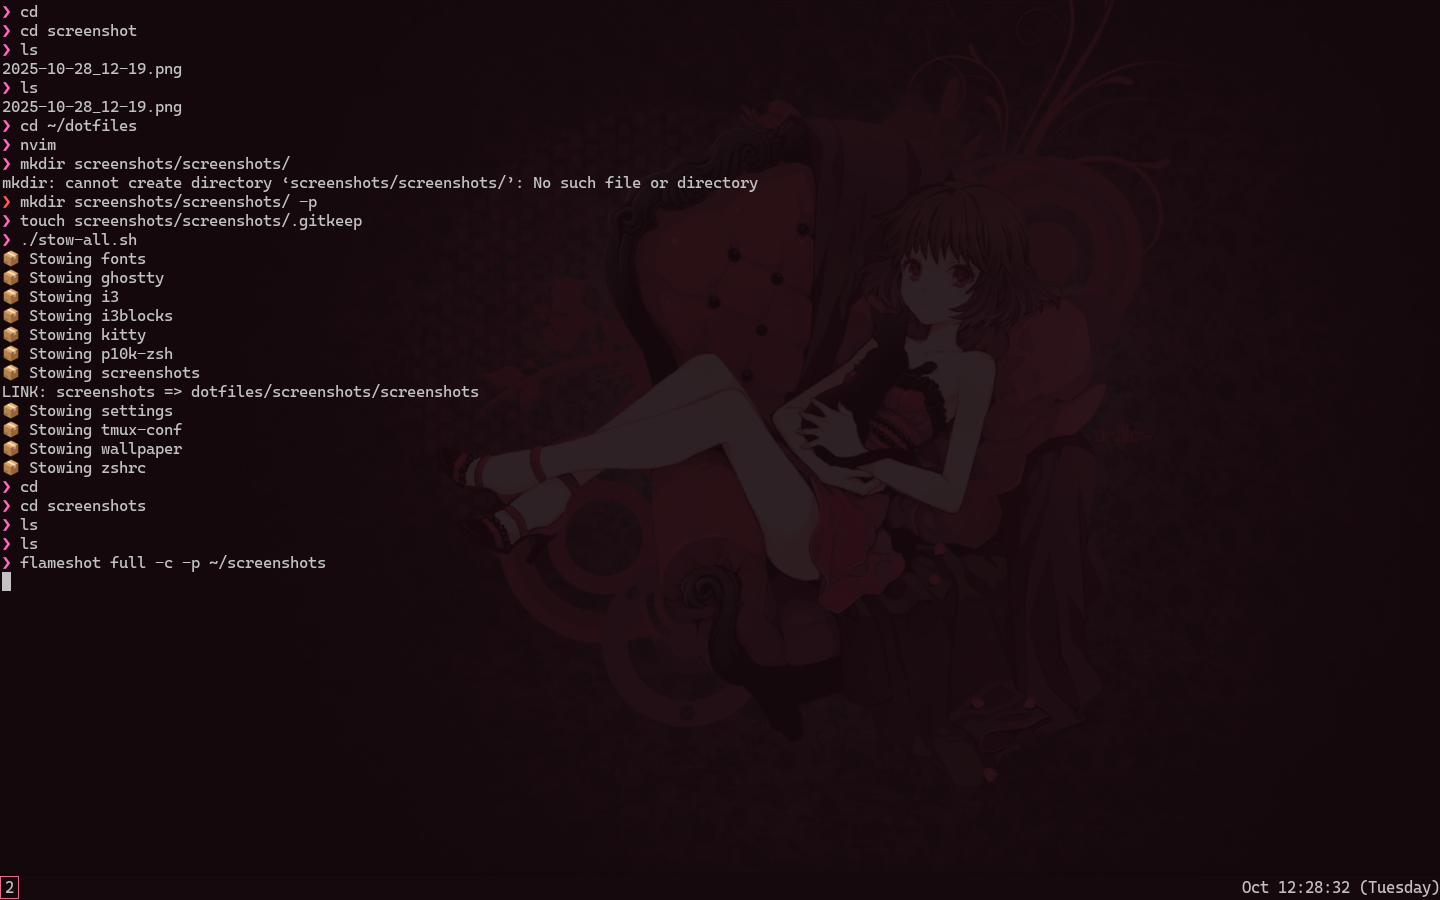 ❯ cd
❯ cd screenshot
❯ ls
2025-10-28_12-19.png
❯ ls
2025-10-28_12-19.png
❯ cd ~/dotfiles
❯ nvim
❯ mkdir screenshots/screenshots/
mkdir: cannot create directory ‘screenshots/screenshots/’: No such file or directory
❯ mkdir screenshots/screenshots/ -p
❯ touch screenshots/screenshots/.gitkeep
❯ ./stow-all.sh
📦 Stowing fonts
📦 Stowing ghostty
📦 Stowing i3
📦 Stowing i3blocks
📦 Stowing kitty
📦 Stowing p10k-zsh
📦 Stowing screenshots
LINK: screenshots => dotfiles/screenshots/screenshots
📦 Stowing settings
📦 Stowing tmux-conf
📦 Stowing wallpaper
📦 Stowing zshrc
❯ cd
❯ cd screenshots
❯ ls
❯ ls
❯ flameshot full -c -p ~/screenshots
2
Oct 12:28:32 (Tuesday)